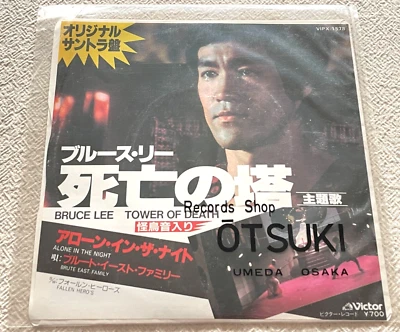 オリジナル
サントラ盤
VIPX-1575
ブルース・リー
死亡の塔 主題歌
BRUCE LEE TOWER OF DEATH
怪鳥音入り
Records Shop
ŌTSUKI
UMEDA OSAKA
アローン・イン・ザ・ナイト
ALONE IN THE NIGHT
唄:ブルート・イースト・ファミリー
BRUTE EAST FAMILY
フォールン・ヒーローズ
FALLEN HERO'S
Victor
ビクター・レコード ¥700